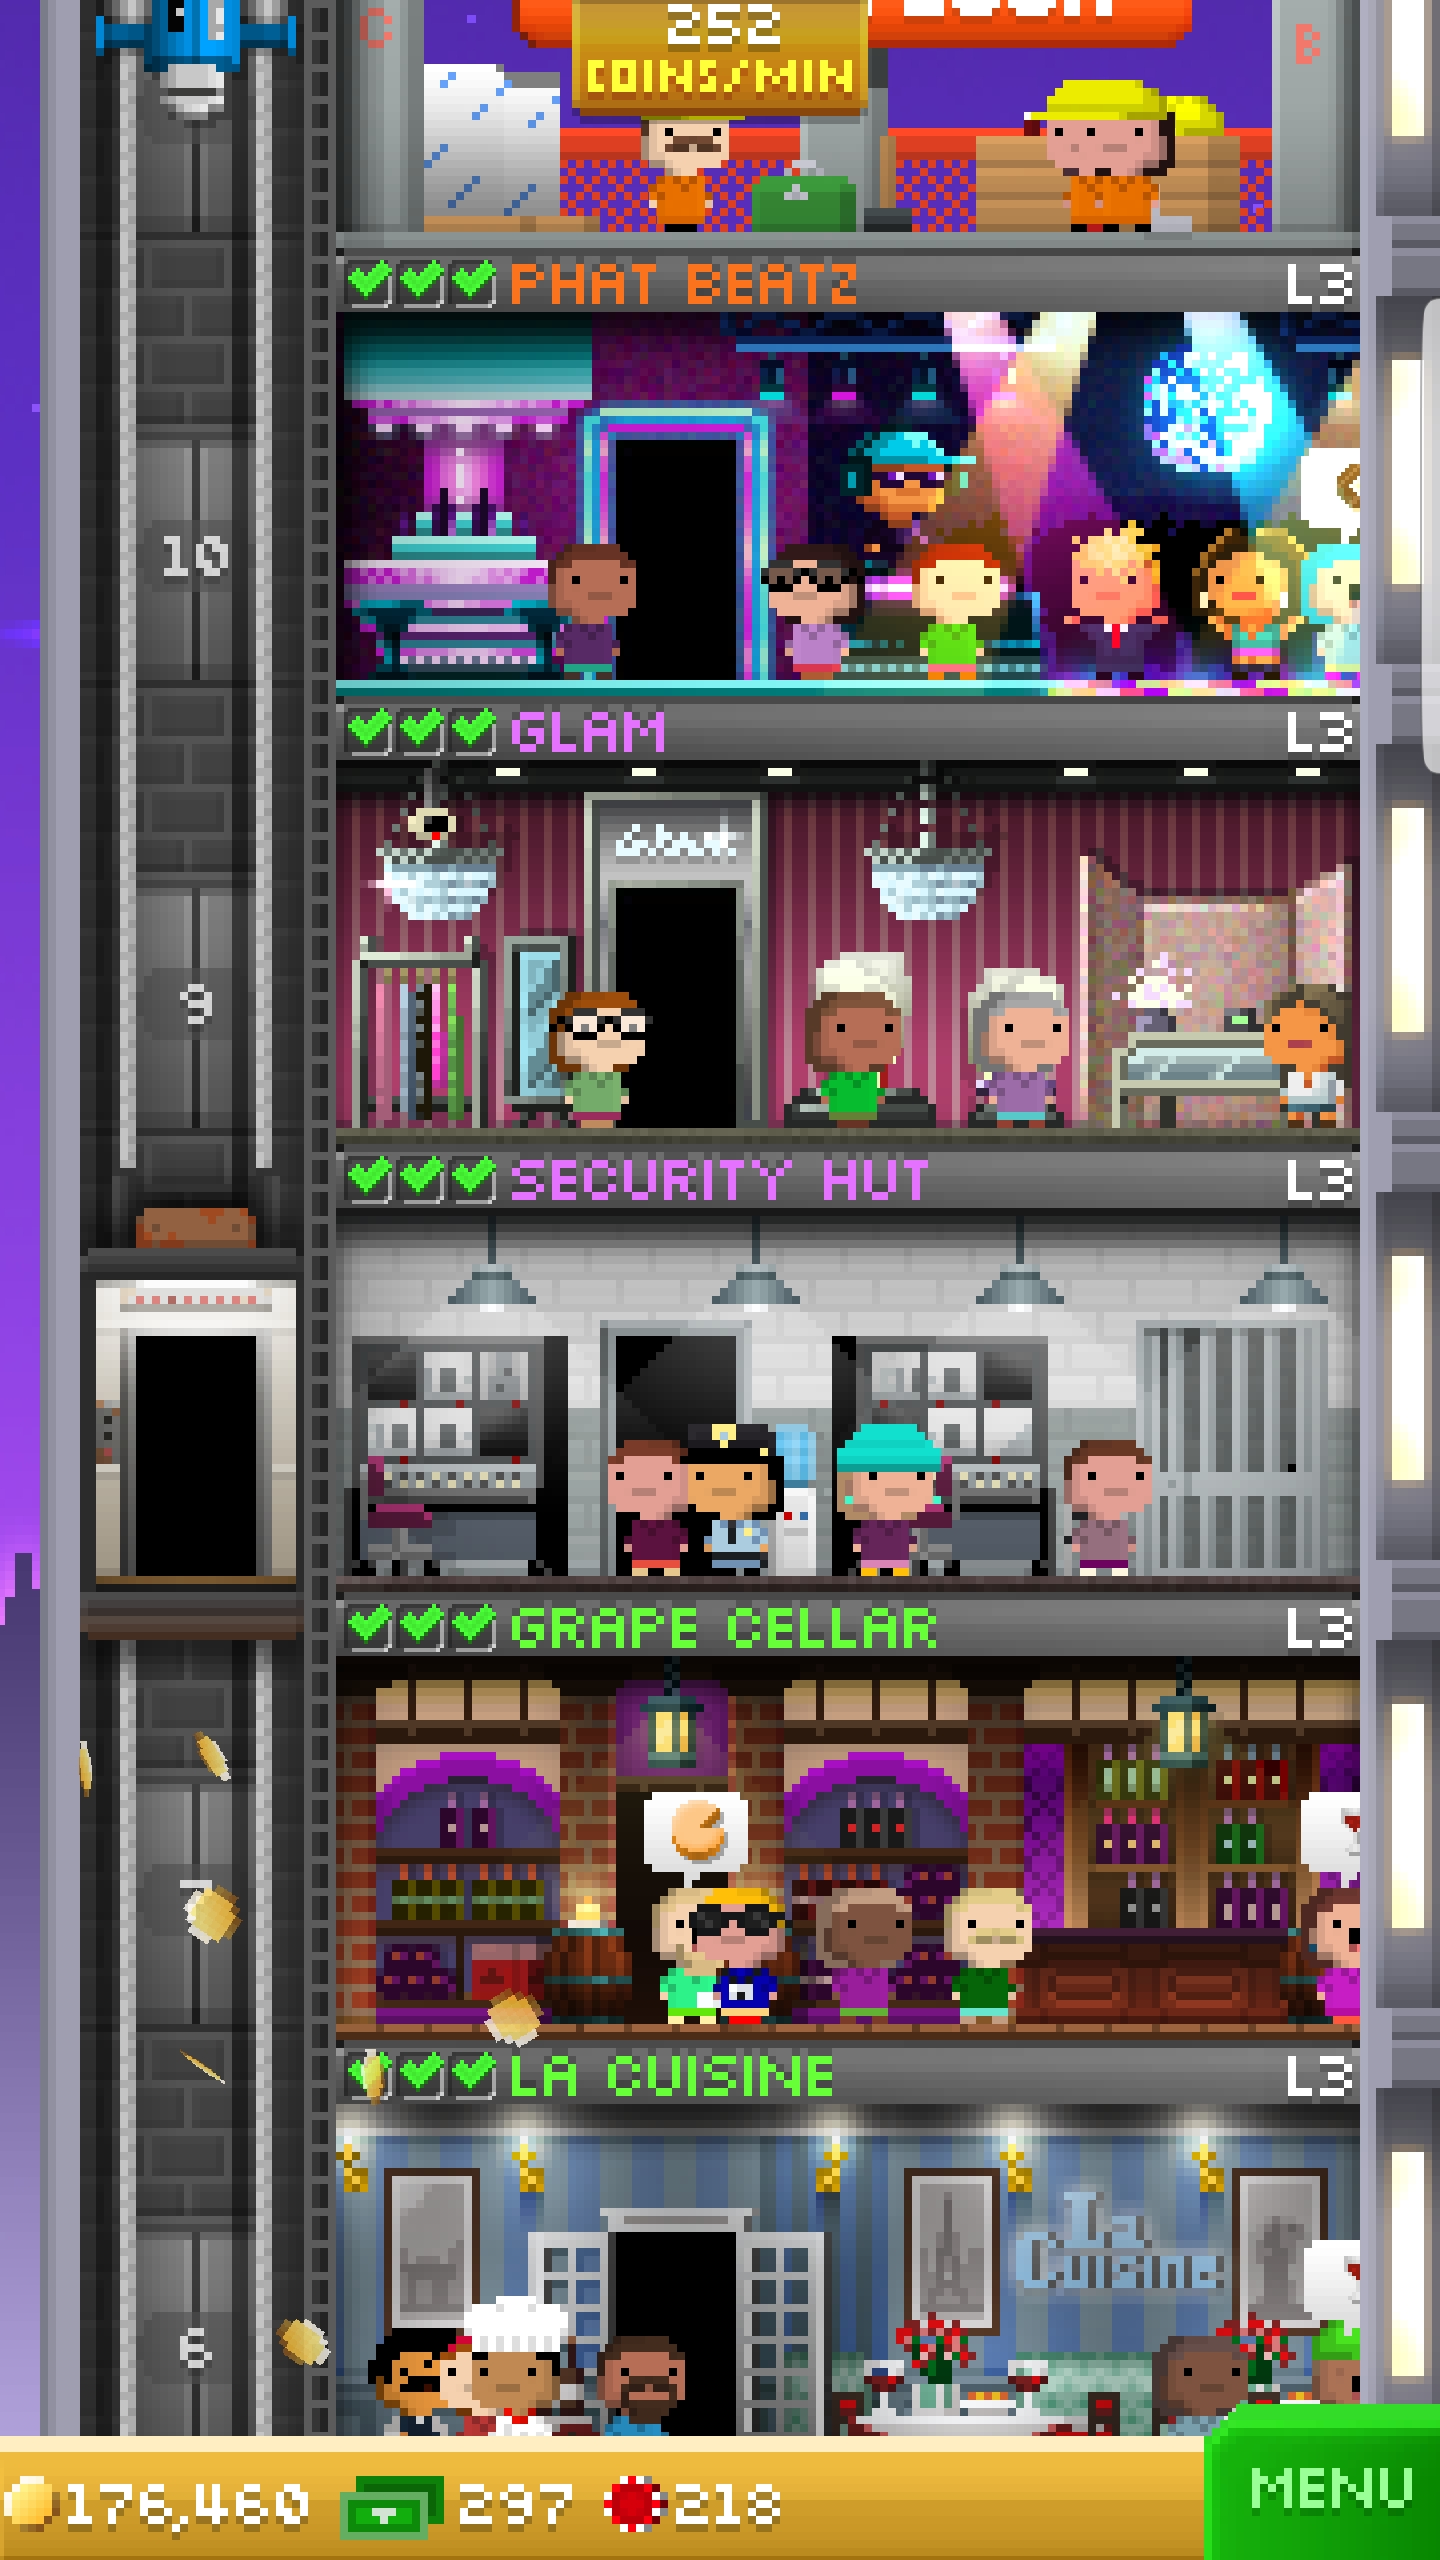 C
252
COINS/MIN
B
PHAT BEATZ
L3
10
GLAM
L3
9
SECURITY HUT
L3
GRAPE CELLAR
L3
7
LA CUISINE
L3
La
Cuisine
6
176,460
297
218
MENU